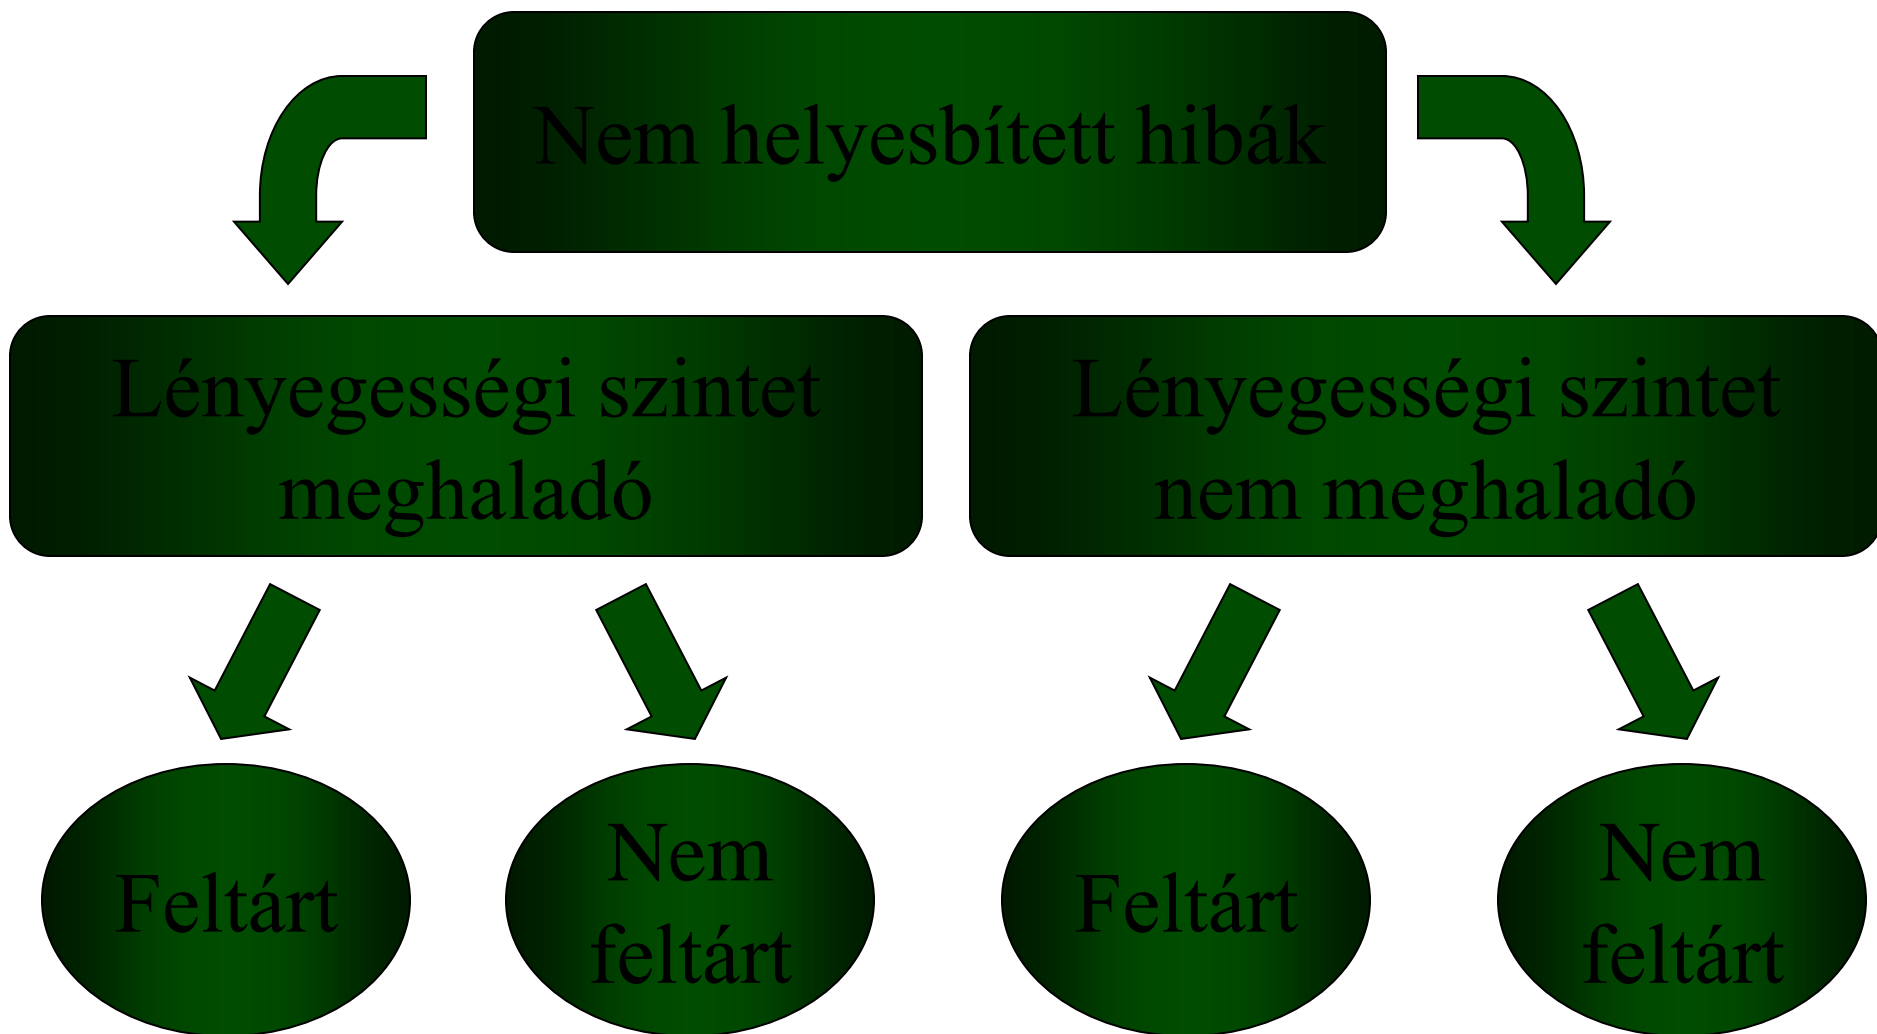 Nem helyesbített hibák
Lényegességi szintet
meghaladó
Lényegességi szintet
nem meghaladó
Feltárt
Nem
feltárt
Feltárt
Nem
feltárt